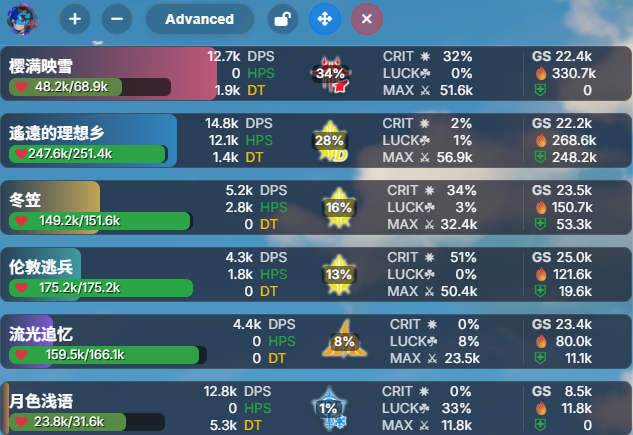 Advanced
樱满映雪
48.2k/68.9k
12.7k DPS
0 HPS
1.9k DT
34%
CRIT 32%
LUCK 0%
MAX 51.6k
GS 22.4k
330.7k
0
遙遠的理想乡
247.6k/251.4k
14.8k DPS
12.1k HPS
1.4k DT
28%
CRIT 2%
LUCK 1%
MAX 56.9k
GS 22.2k
268.6k
248.2k
冬笠
149.2k/151.6k
5.2k DPS
2.8k HPS
0 DT
16%
CRIT 34%
LUCK 3%
MAX 32.4k
GS 23.5k
150.7k
53.3k
伦敦逃兵
175.2k/175.2k
4.3k DPS
1.8k HPS
0 DT
13%
CRIT 51%
LUCK 0%
MAX 50.4k
GS 25.0k
121.6k
19.6k
流光追忆
159.5k/166.1k
4.4k DPS
0 HPS
0 DT
8%
CRIT 0%
LUCK 8%
MAX 23.5k
GS 23.4k
80.0k
11.1k
月色浅语
23.8k/31.6k
12.8k DPS
0 HPS
5.3k DT
1%
CRIT 0%
LUCK 33%
MAX 11.8k
GS 8.5k
11.8k
0